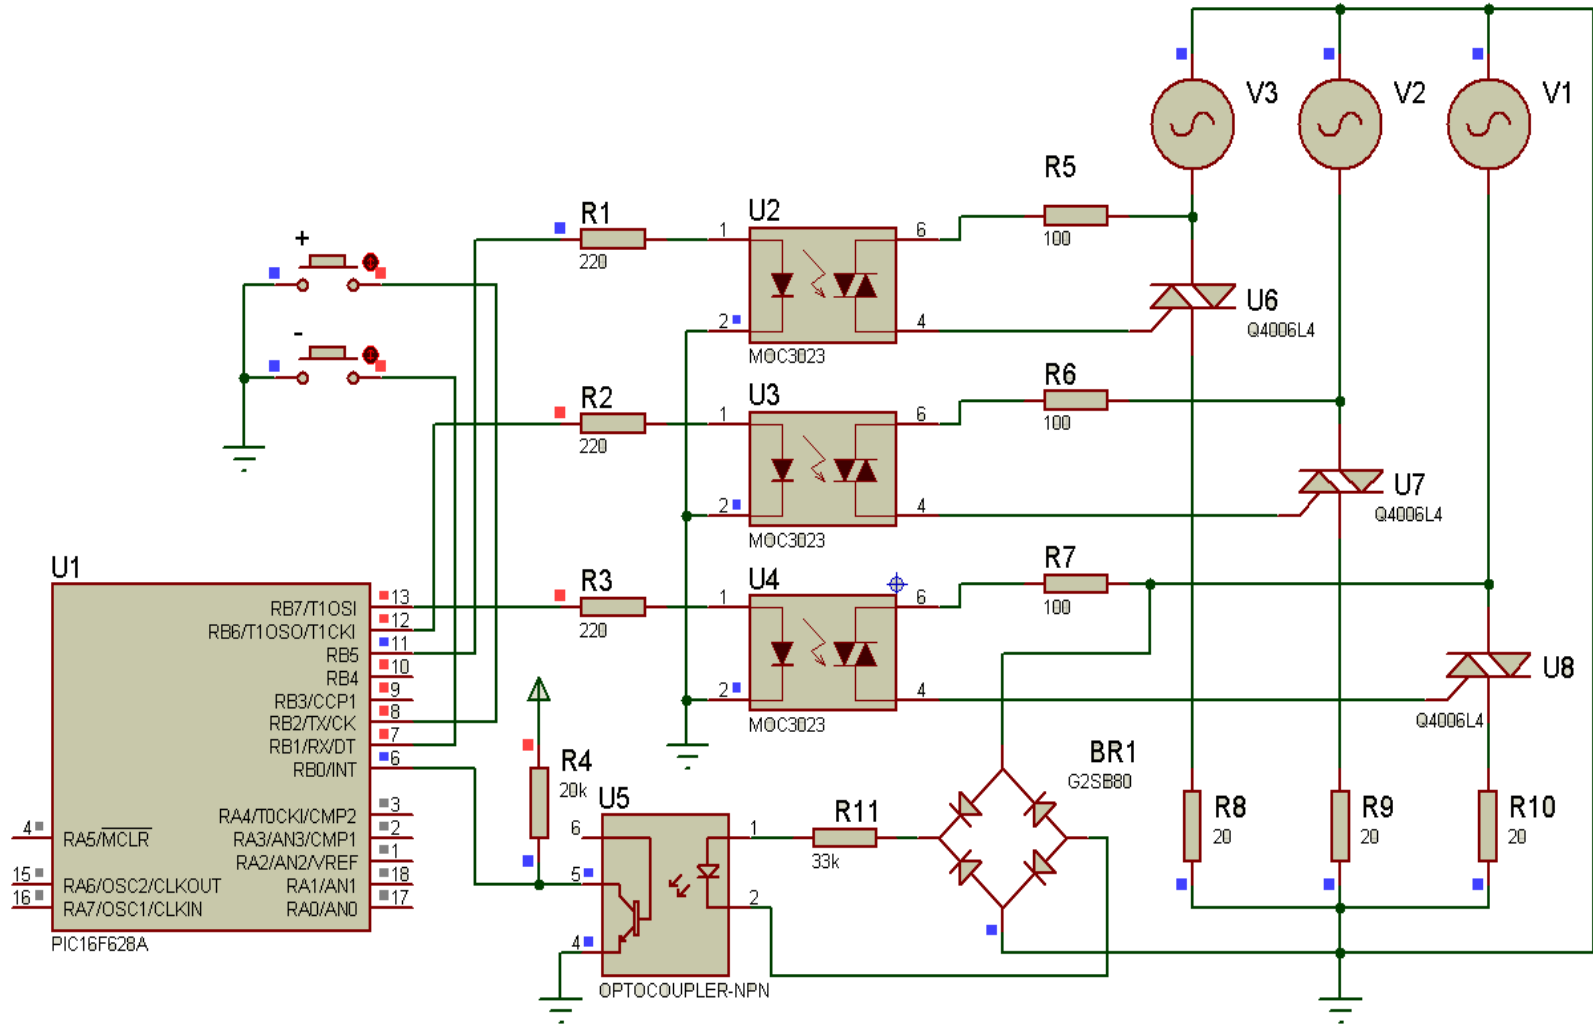 V3
V2
V1
R5
100
R1
220
U2
1
6
2
4
MOC3023
U6
Q4006L4
+
-
R2
220
U3
1
6
2
4
MOC3023
R6
100
U7
Q4006L4
R3
220
U4
1
6
2
4
MOC3023
R7
100
U8
Q4006L4
U1
RB7/T1OSI 13
RB6/T1OSO/T1CKI 12
RB5 11
RB4 10
RB3/CCP1 9
RB2/TX/CK 8
RB1/RX/DT 7
RB0/INT 6
RA4/T0CKI/CMP2 3
4 RA5/MCLR RA3/AN3/CMP1 2
RA2/AN2/VREF 1
15 RA6/OSC2/CLKOUT RA1/AN1 18
16 RA7/OSC1/CLKIN RA0/AN0 17
PIC16F628A
R4
20k
U5
6
5
4
1
2
OPTOCOUPLER-NPN
R11
33k
BR1
G2SB80
R8
20
R9
20
R10
20